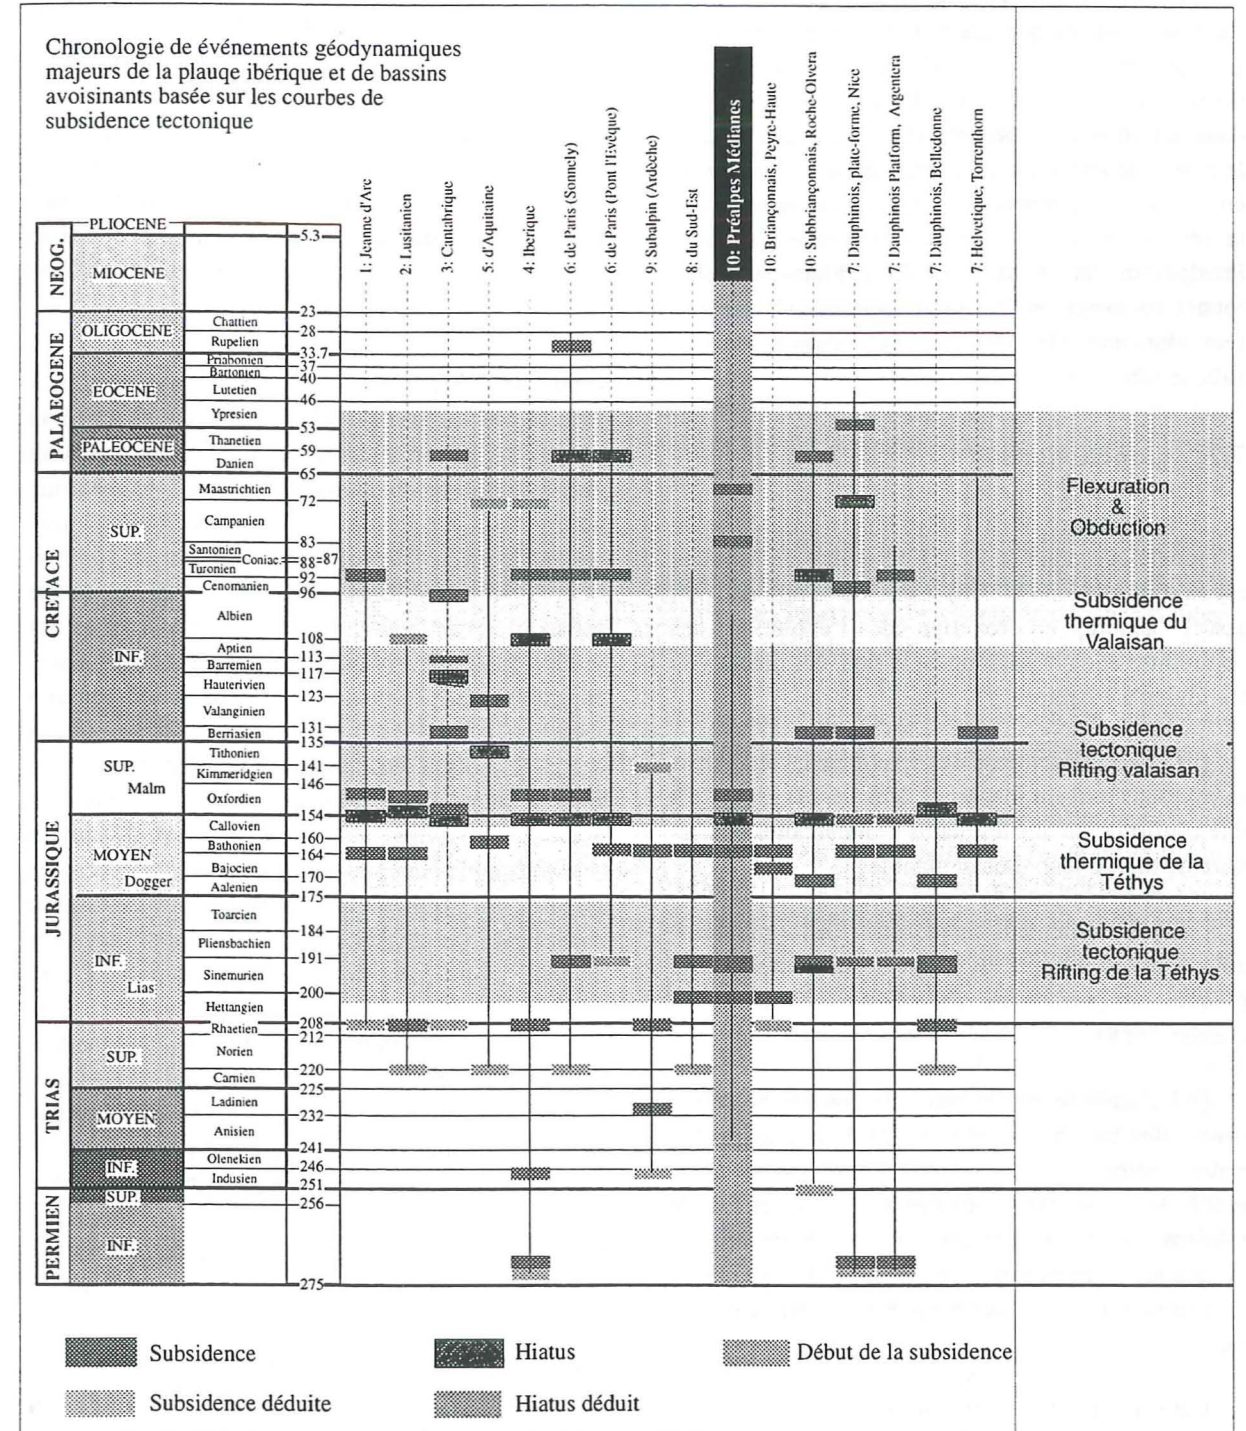 Chronologie de événements géodynamiques
majeurs de la plauqe ibérique et de bassins
avoisinants basée sur les courbes de
subsidence tectonique
1: Jeanne d'Arc
2: Lusitanien
3: Cantabrique
5: d'Aquitaine
4: Iberique
6: de Paris (Sonnely)
6: de Paris (Pont l'Evêque)
9: Subalpin (Ardèche)
8: du Sud-Est
10: Préalpes Médianes
10: Briançonnais, Peyre-Haute
10: Subbriançonnais, Roche-Olvera
7: Dauphinois, plate-forme, Nice
7: Dauphinois Platform, Argentera
7: Dauphinois, Belledonne
7: Helvetique, Torrenthorn
NEOG.
PLIOCENE
5.3
MIOCENE
23
PALAEOGENE
OLIGOCENE
Chattien
28
Rupelien
33.7
EOCENE
Priabonien
37
Bartonien
40
Lutetien
46
Ypresien
53
PALEOCENE
Thanetien
59
Danien
65
CRETACE
SUP.
Maastrichtien
72
Campanien
83
Santonien
Coniac.
88 87
Turonien
92
Cenomanien
96
INF.
Albien
108
Aptien
113
Barremien
117
Hauterivien
123
Valanginien
131
Berriasien
135
JURASSIQUE
SUP.
Malm
Tithonien
141
Kimmeridgien
146
Oxfordien
154
MOYEN
Dogger
Callovien
160
Bathonien
164
Bajocien
170
Aalenien
175
INF.
Lias
Toarcien
184
Pliensbachien
191
Sinemurien
200
Hettangien
208
TRIAS
SUP.
Rhaetien
212
Norien
220
Carnien
225
MOYEN
Ladinien
232
Anisien
241
INF.
Olenekien
246
Indusien
251
PERMIEN
SUP.
256
INF.
275
Flexuration
&
Obduction
Subsidence
thermique du
Valaisan
Subsidence
tectonique
Rifting valaisan
Subsidence
thermique de la
Téthys
Subsidence
tectonique
Rifting de la Téthys
Subsidence
Hiatus
Début de la subsidence
Subsidence déduite
Hiatus déduit